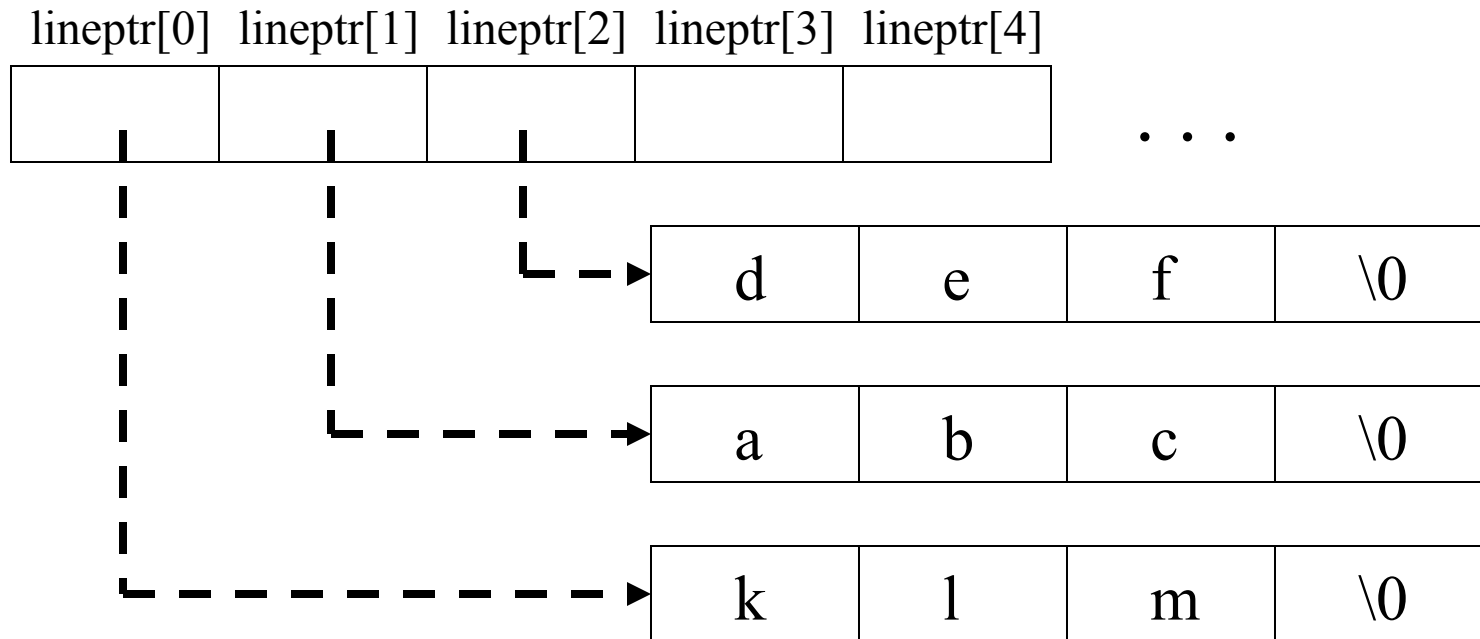 lineptr[0] lineptr[1] lineptr[2] lineptr[3] lineptr[4]
. . .
d e f \0
a b c \0
k l m \0